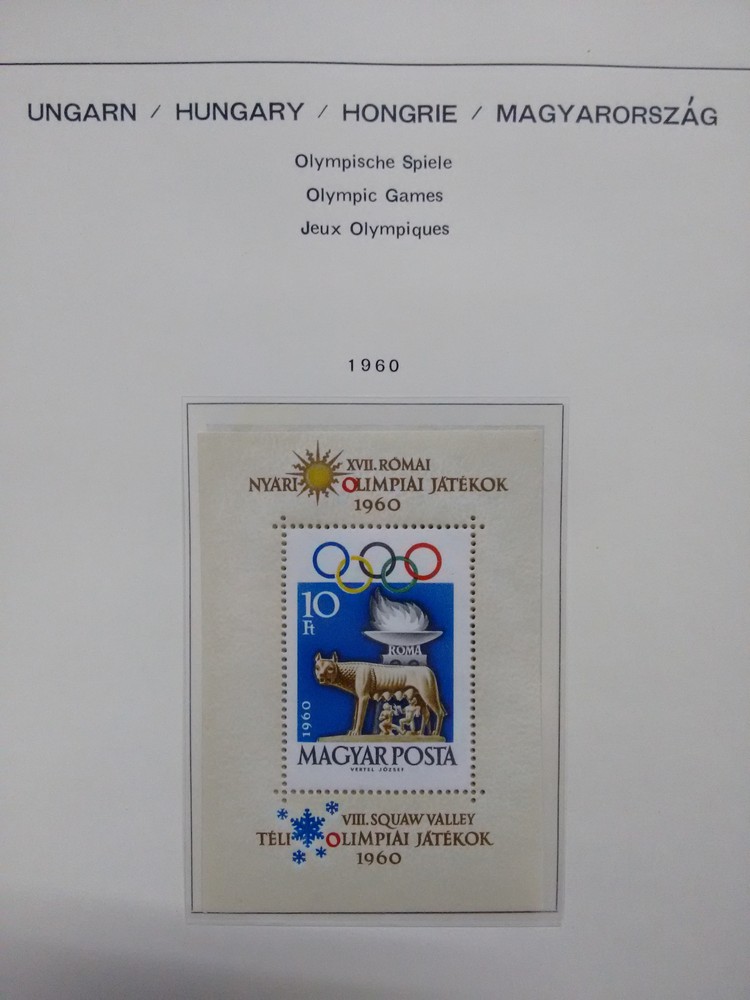 UNGARN / HUNGARY / HONGRIE / MAGYARORSZÁG
Olympische Spiele
Olympic Games
Jeux Olympiques
1960
XVII. RÓMAI
NYÁRI OLIMPIAI JÁTÉKOK
1960
10
Ft
ROMA
1960
MAGYAR POSTA
VERTEL JÓZSEF
VIII. SQUAW VALLEY
TÉLI OLIMPIAI JÁTÉKOK
1960